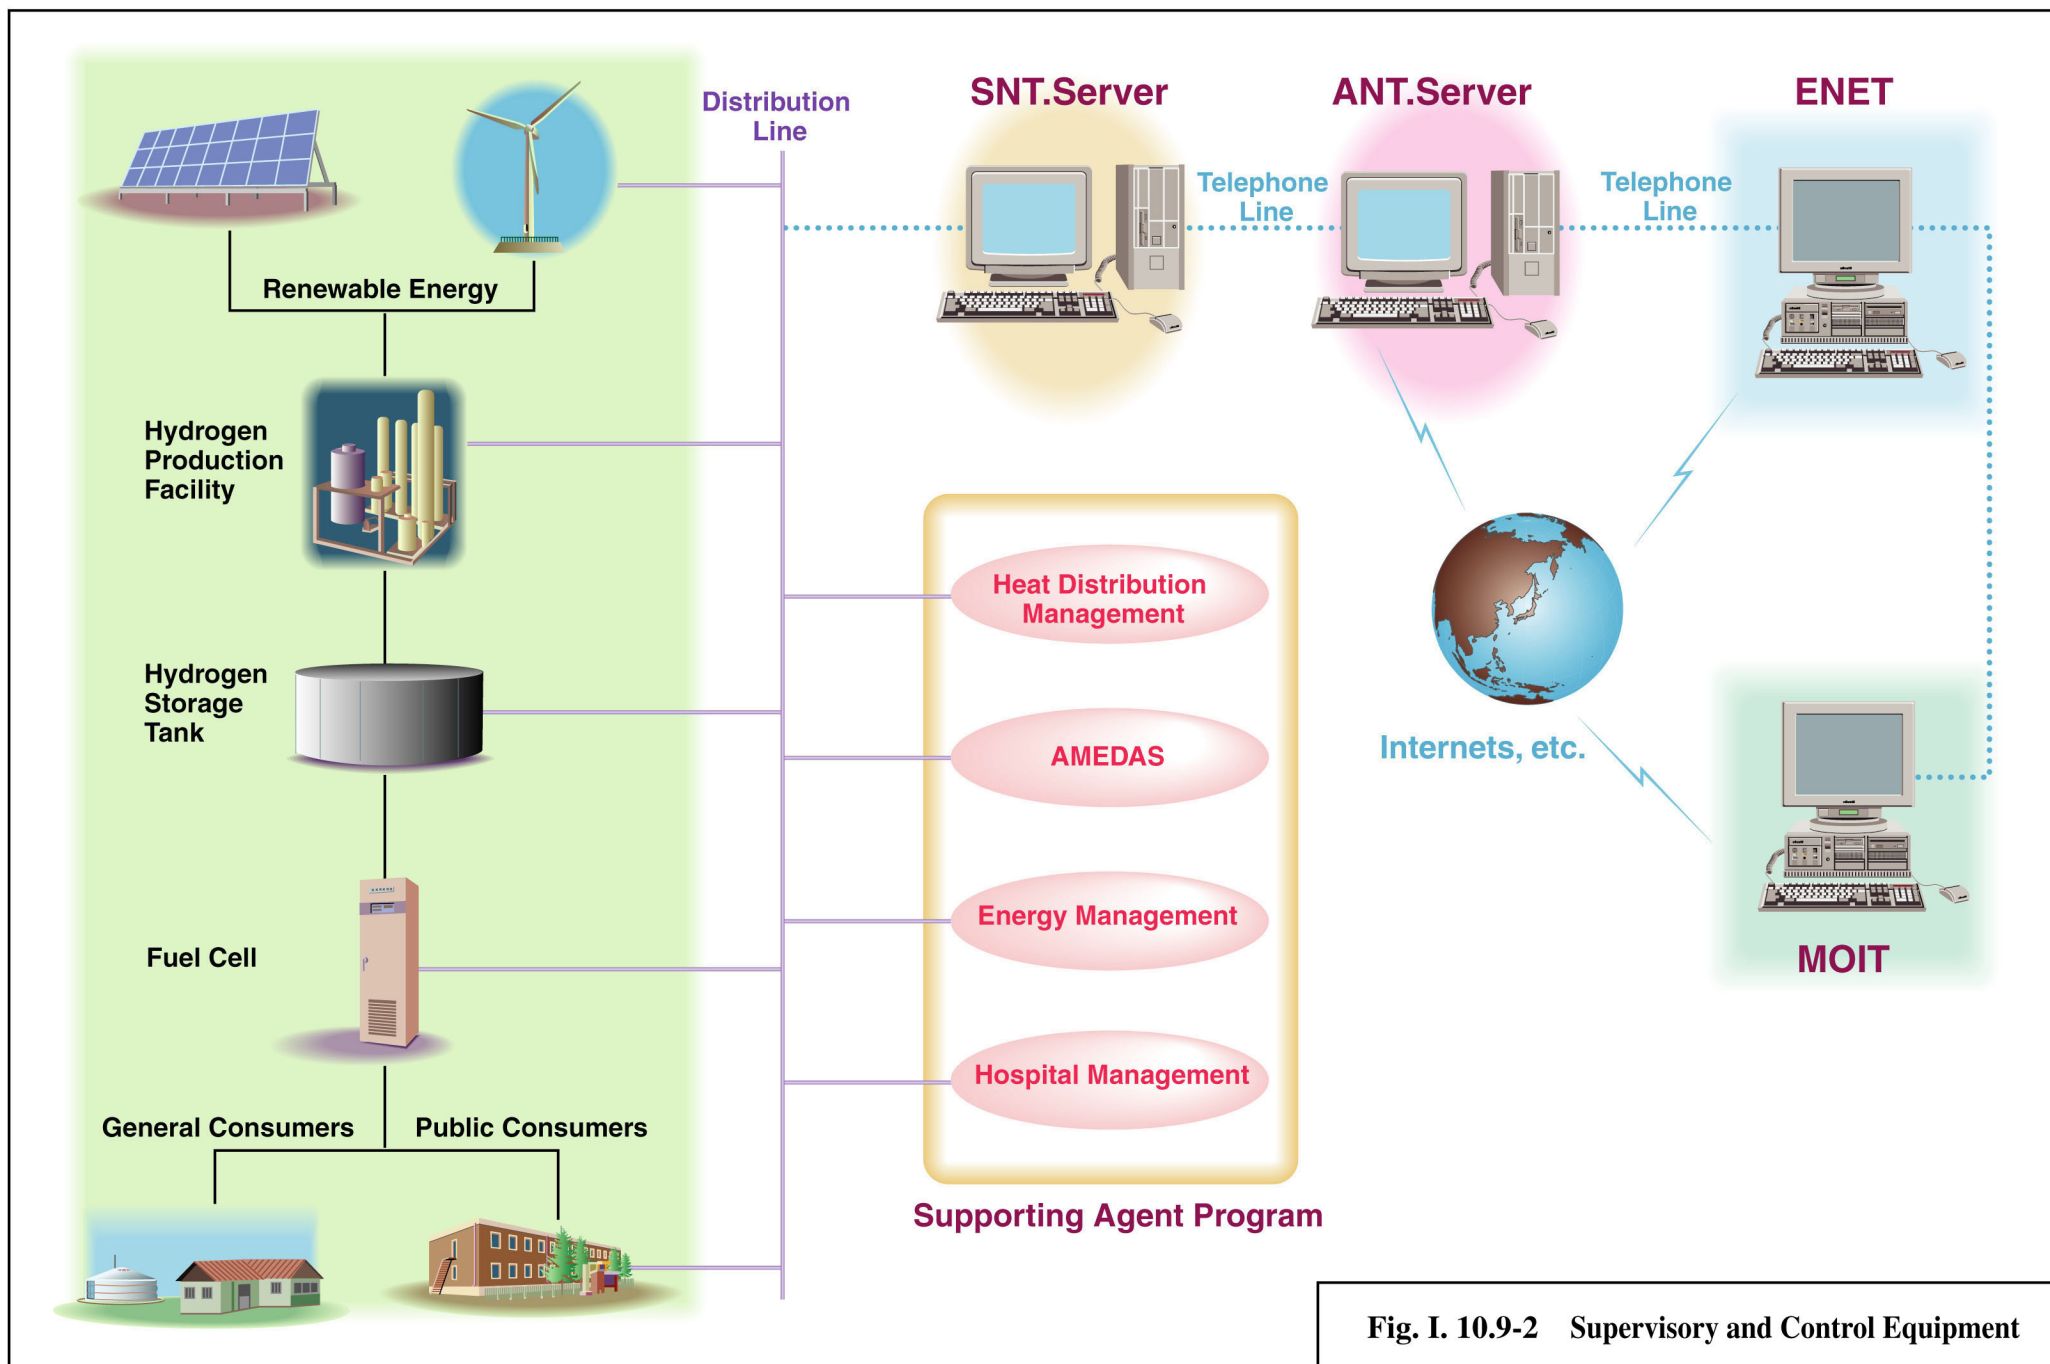 Distribution
Line
SNT.Server
ANT.Server
ENET
Telephone
Line
Telephone
Line
Renewable Energy
Hydrogen
Production
Facility
Hydrogen
Storage
Tank
Fuel Cell
General Consumers
Public Consumers
Heat Distribution
Management
AMEDAS
Energy Management
Hospital Management
Supporting Agent Program
Internets, etc.
MOIT
Fig. I. 10.9-2 Supervisory and Control Equipment